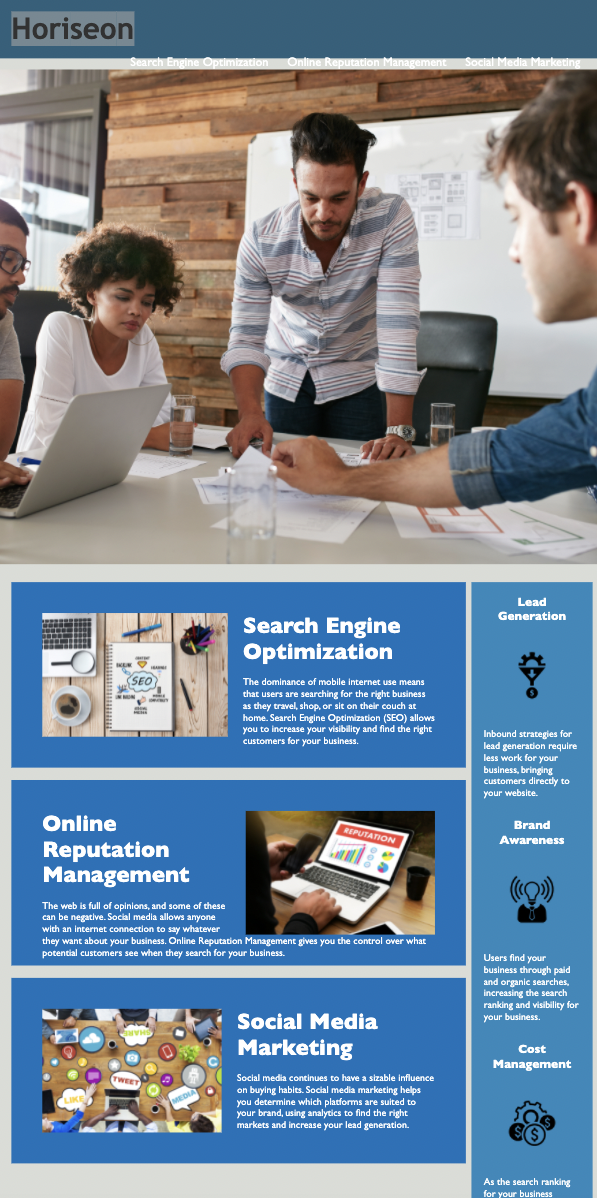 Horiseon
Search Engine Optimization Online Reputation Management Social Media Marketing
SEO
Search Engine
Optimization
The dominance of mobile internet use means
that users are searching for the right business
as they travel, shop, or sit on their couch at
home. Search Engine Optimization (SEO) allows
you to increase your visibility and find the right
customers for your business.
Online
Reputation
Management
The web is full of opinions, and some of these
can be negative. Social media allows anyone
with an internet connection to say whatever
they want about your business. Online Reputation Management gives you the control over what
potential customers see when they search for your business.
REPUTATION
SHARE
TWEET
LIKE
MEDIA
Social Media
Marketing
Social media continues to have a sizable influence
on buying habits. Social media marketing helps
you determine which platforms are suited to
your brand, using analytics to find the right
markets and increase your lead generation.
Lead
Generation
Inbound strategies for
lead generation require
less work for your
business, bringing
customers directly to
your website.
Brand
Awareness
Users find your
business through paid
and organic searches,
increasing the search
ranking and visibility for
your business.
Cost
Management
As the search ranking
for your business